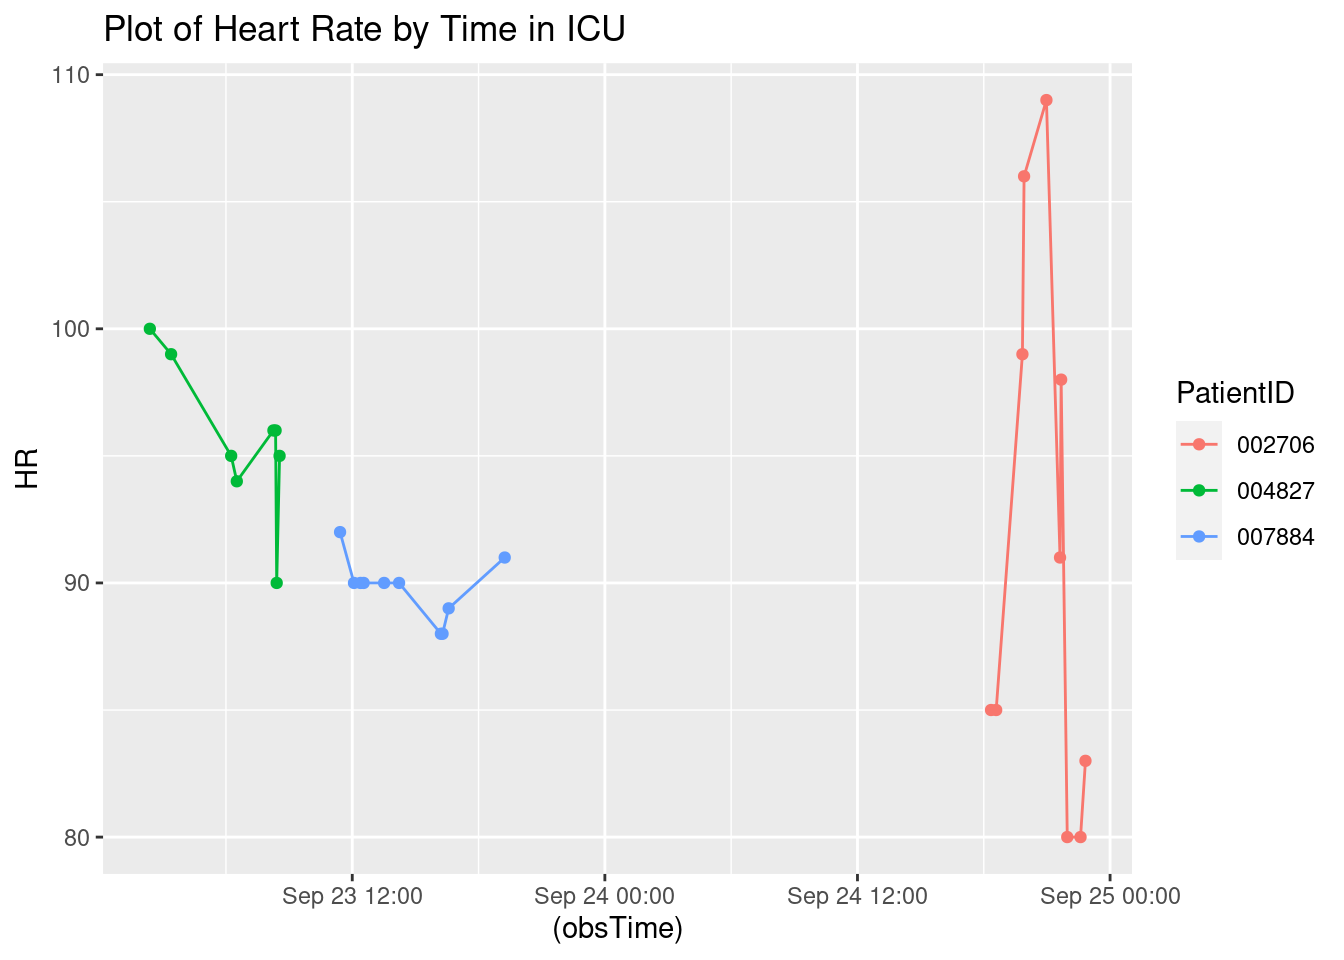 Plot of Heart Rate by Time in ICU
110
100
90
80
HR
Sep 23 12:00
Sep 24 00:00
Sep 24 12:00
Sep 25 00:00
(obsTime)
PatientID
002706
004827
007884